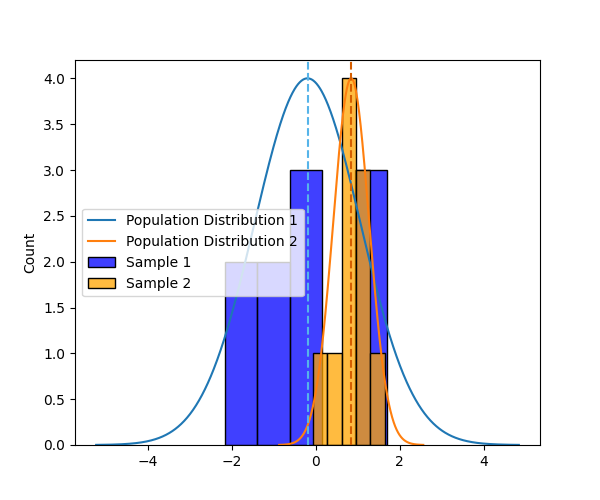 4.0
3.5
3.0
2.5
2.0
1.5
1.0
0.5
0.0
Count
Population Distribution 1
Population Distribution 2
Sample 1
Sample 2
−4 −2 0 2 4